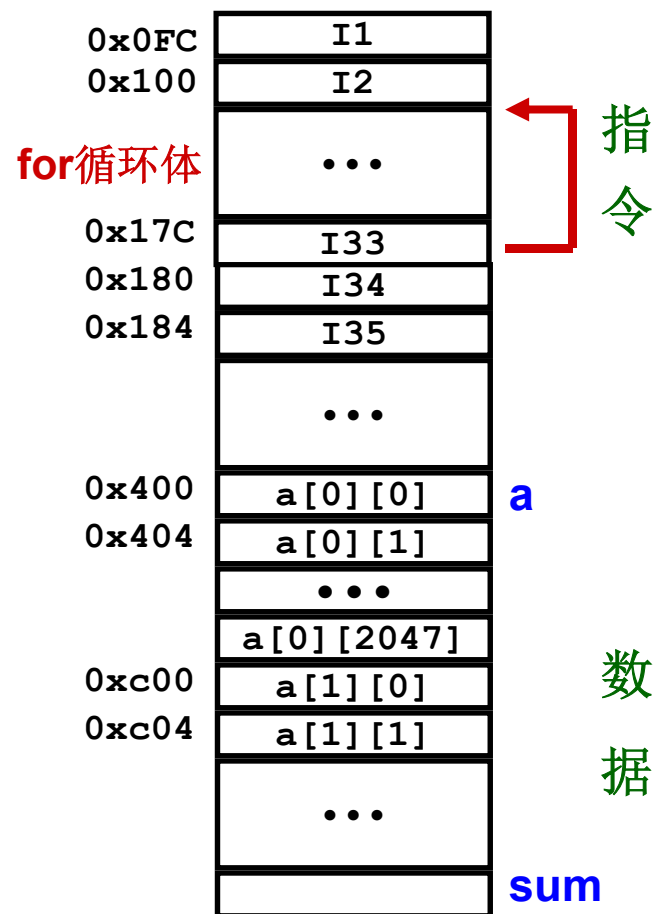 0x0FC I1
0x100 I2
for循环体 •••
0x17C I33
0x180 I34
0x184 I35
•••
指
令
0x400 a[0][0] a
0x404 a[0][1]
•••
a[0][2047]
0xc00 a[1][0]
0xc04 a[1][1]
•••
数
据
sum